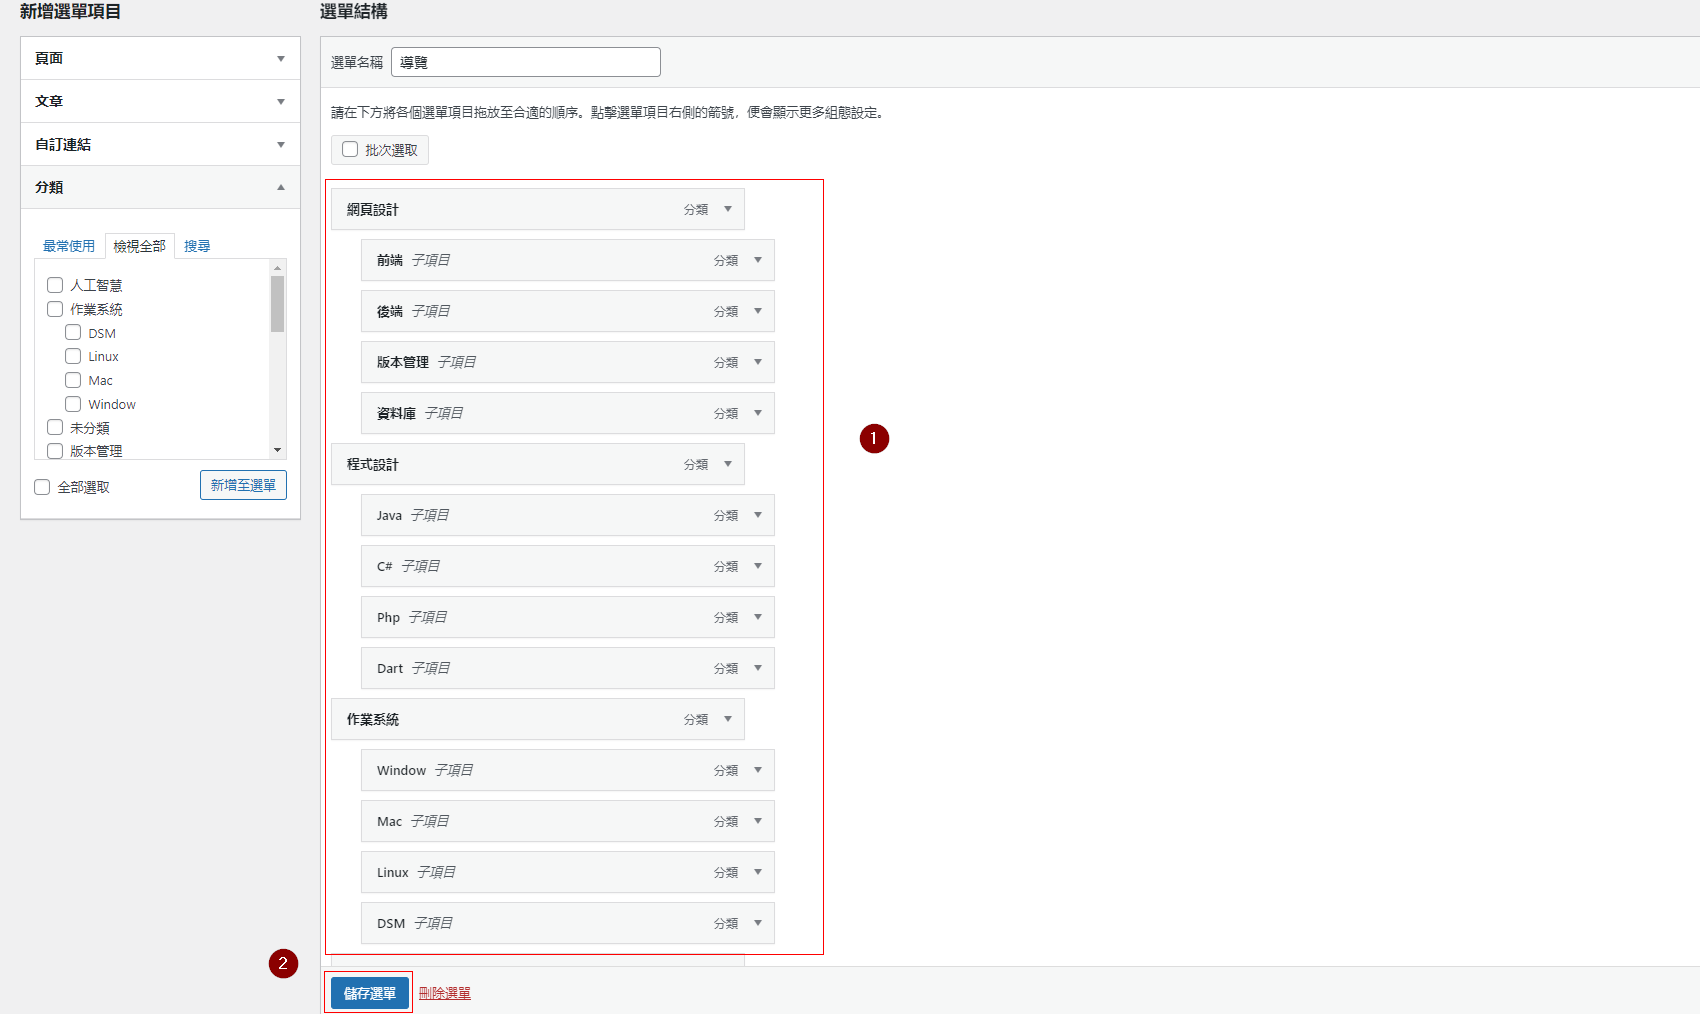 新增選單項目
頁面
文章
自訂連結
分類
最常使用 檢視全部 搜尋
人工智慧
作業系統
DSM
Linux
Mac
Window
未分類
版本管理
全部選取 新增至選單
選單結構
選單名稱 導覽
請在下方將各個選單項目拖放至合適的順序。點擊選單項目右側的箭號，便會顯示更多組態設定。
批次選取
網頁設計 分類
前端 子項目 分類
後端 子項目 分類
版本管理 子項目 分類
資料庫 子項目 分類
程式設計 分類
Java 子項目 分類
C# 子項目 分類
Php 子項目 分類
Dart 子項目 分類
作業系統 分類
Window 子項目 分類
Mac 子項目 分類
Linux 子項目 分類
DSM 子項目 分類
1
2
儲存選單 刪除選單